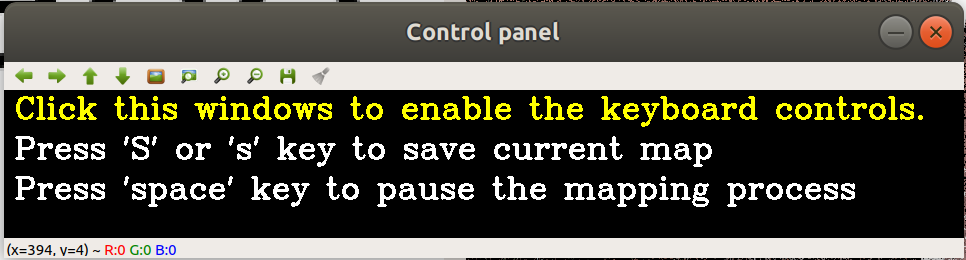 Control panel
Click this windows to enable the keyboard controls.
Press 'S' or 's' key to save current map
Press 'space' key to pause the mapping process
(x=394, y=4) ~ R:0 G:0 B:0